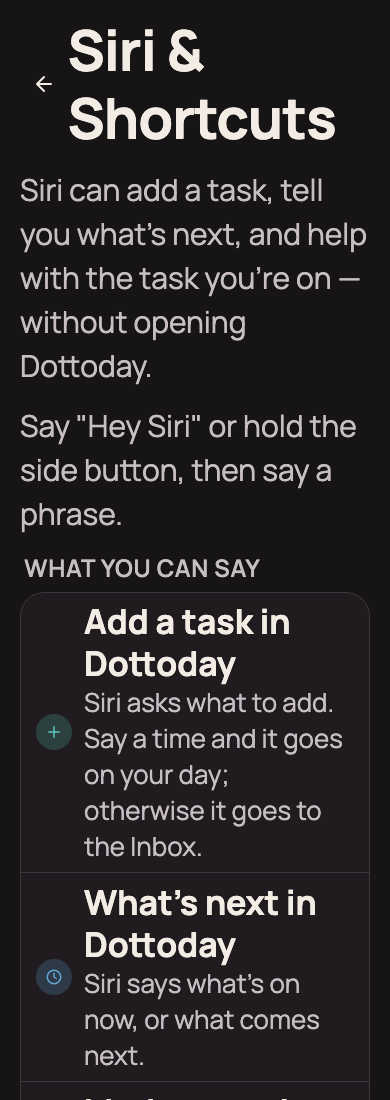 Siri &
Shortcuts
Siri can add a task, tell
you what’s next, and help
with the task you’re on —
without opening
Dottoday.
Say "Hey Siri" or hold the
side button, then say a
phrase.
WHAT YOU CAN SAY
Add a task in
Dottoday
Siri asks what to add.
Say a time and it goes
on your day;
otherwise it goes to
the Inbox.
What’s next in
Dottoday
Siri says what’s on
now, or what comes
next.